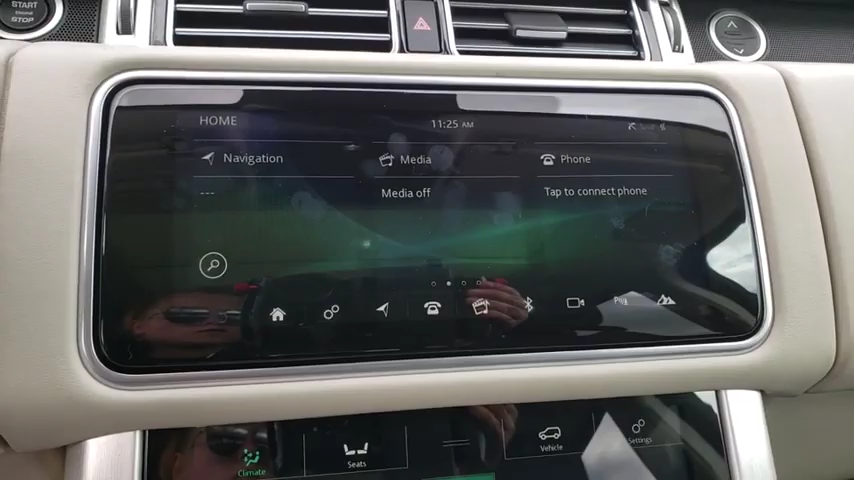 START
STOP
HOME
11:25 AM
Navigation
Media
Phone
---
Media off
Tap to connect phone
Climate
Seats
Vehicle
Settings